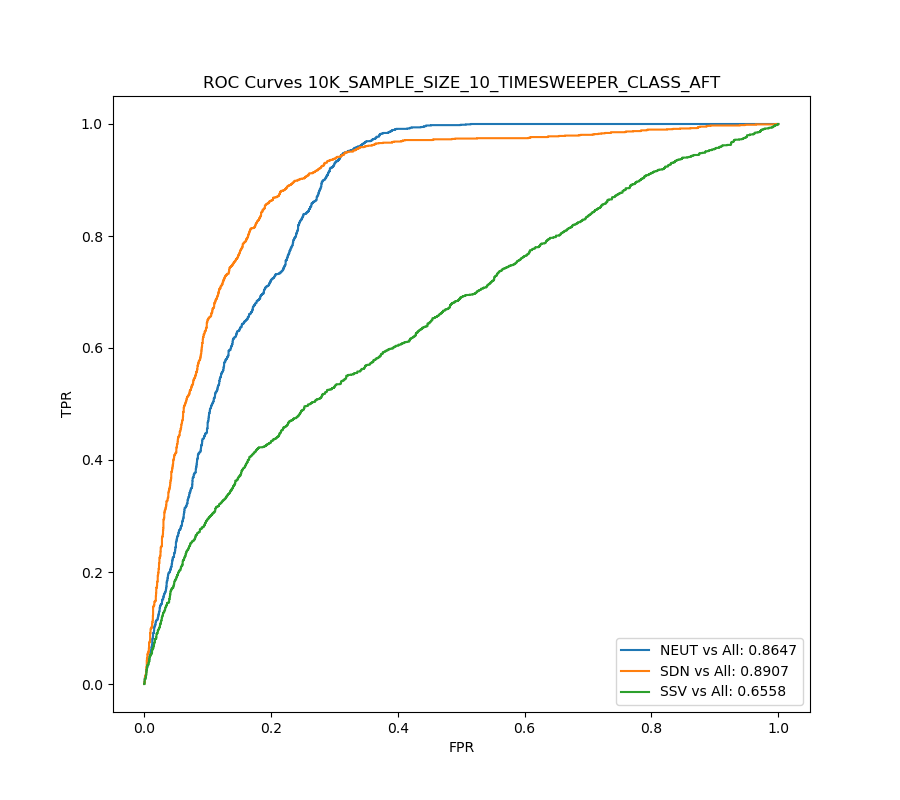 ROC Curves 10K_SAMPLE_SIZE_10_TIMESWEEPER_CLASS_AFT
1.0
0.8
0.6
0.4
0.2
0.0
TPR
NEUT vs All: 0.8647
SDN vs All: 0.8907
SSV vs All: 0.6558
0.0 0.2 0.4 0.6 0.8 1.0
FPR